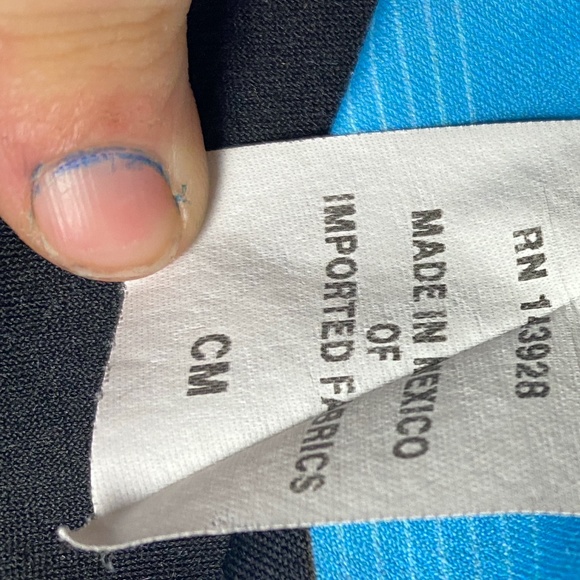 RN 143928
MADE IN MEXICO
OF
IMPORTED FABRICS
CM